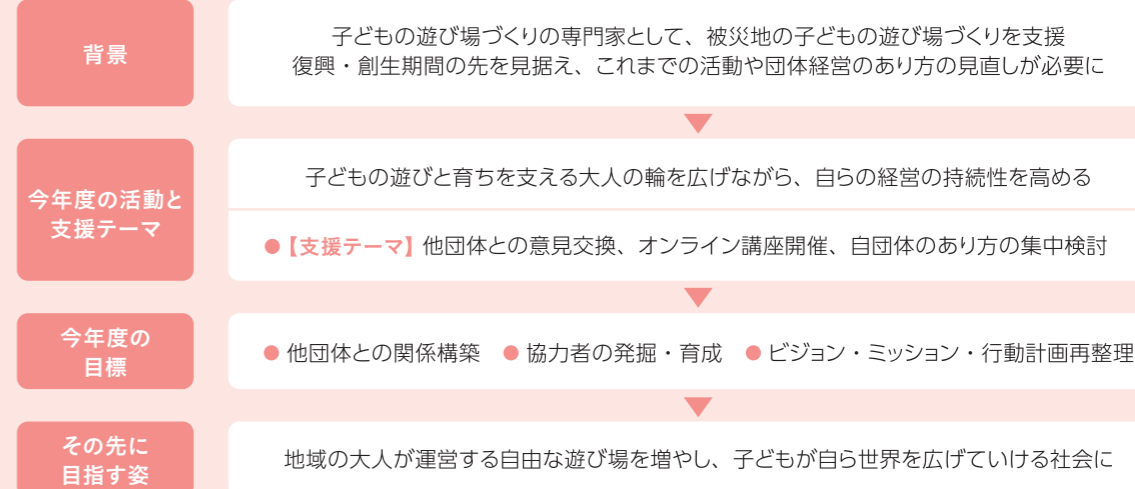 背景
子どもの遊び場づくりの専門家として、被災地の子どもの遊び場づくりを支援
復興・創生期間の先を見据え、これまでの活動や団体経営のあり方の見直しが必要に
今年度の活動と
支援テーマ
子どもの遊びと育ちを支える大人の輪を広げながら、自らの経営の持続性を高める
●【支援テーマ】他団体との意見交換、オンライン講座開催、自団体のあり方の集中検討
今年度の
目標
●他団体との関係構築 ●協力者の発掘・育成 ●ビジョン・ミッション・行動計画再整理
その先に
目指す姿
地域の大人が運営する自由な遊び場を増やし、子どもが自ら世界を広げていける社会に